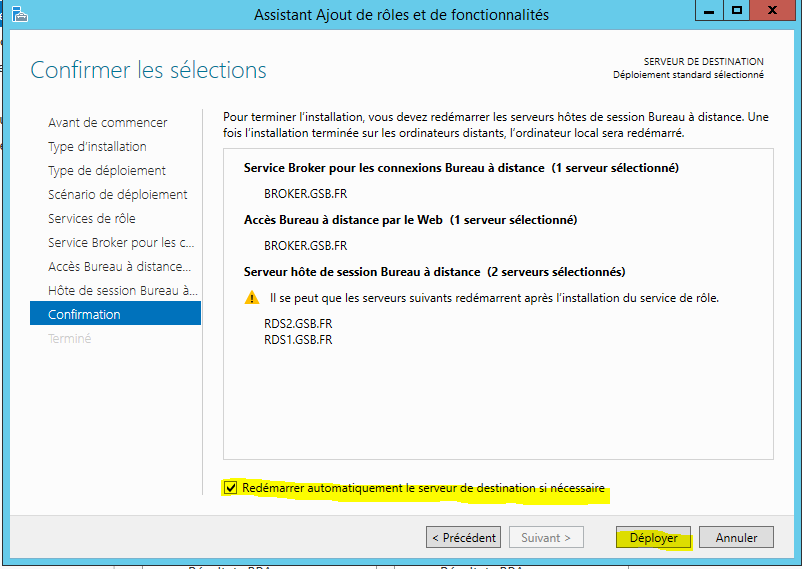 Assistant Ajout de rôles et de fonctionnalités
Confirmer les sélections
SERVEUR DE DESTINATION
Déploiement standard sélectionné
Avant de commencer
Type d'installation
Type de déploiement
Scénario de déploiement
Services de rôle
Service Broker pour les c...
Accès Bureau à distance...
Hôte de session Bureau à...
Confirmation
Terminé
Pour terminer l'installation, vous devez redémarrer les serveurs hôtes de session Bureau à distance. Une
fois l'installation terminée sur les ordinateurs distants, l'ordinateur local sera redémarré.
Service Broker pour les connexions Bureau à distance (1 serveur sélectionné)
BROKER.GSB.FR
Accès Bureau à distance par le Web (1 serveur sélectionné)
BROKER.GSB.FR
Serveur hôte de session Bureau à distance (2 serveurs sélectionnés)
Il se peut que les serveurs suivants redémarrent après l'installation du service de rôle.
RDS2.GSB.FR
RDS1.GSB.FR
Redémarrer automatiquement le serveur de destination si nécessaire
< Précédent
Suivant >
Déployer
Annuler